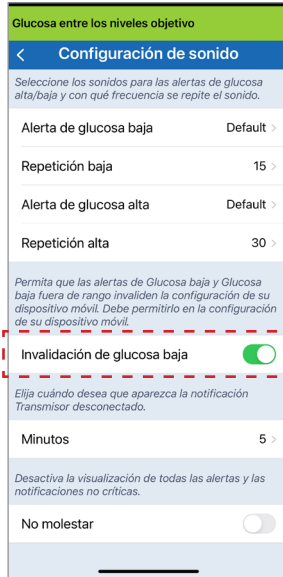 Glucosa entre los niveles objetivo
Configuración de sonido
Seleccione los sonidos para las alertas de glucosa
alta/baja y con qué frecuencia se repite el sonido.
Alerta de glucosa baja Default
Repetición baja 15
Alerta de glucosa alta Default
Repetición alta 30
Permita que las alertas de Glucosa baja y Glucosa
baja fuera de rango invaliden la configuración de su
dispositivo móvil. Debe permitirlo en la configuración
de su dispositivo móvil.
Invalidación de glucosa baja
Elija cuándo desea que aparezca la notificación
Transmisor desconectado.
Minutos 5
Desactiva la visualización de todas las alertas y las
notificaciones no críticas.
No molestar